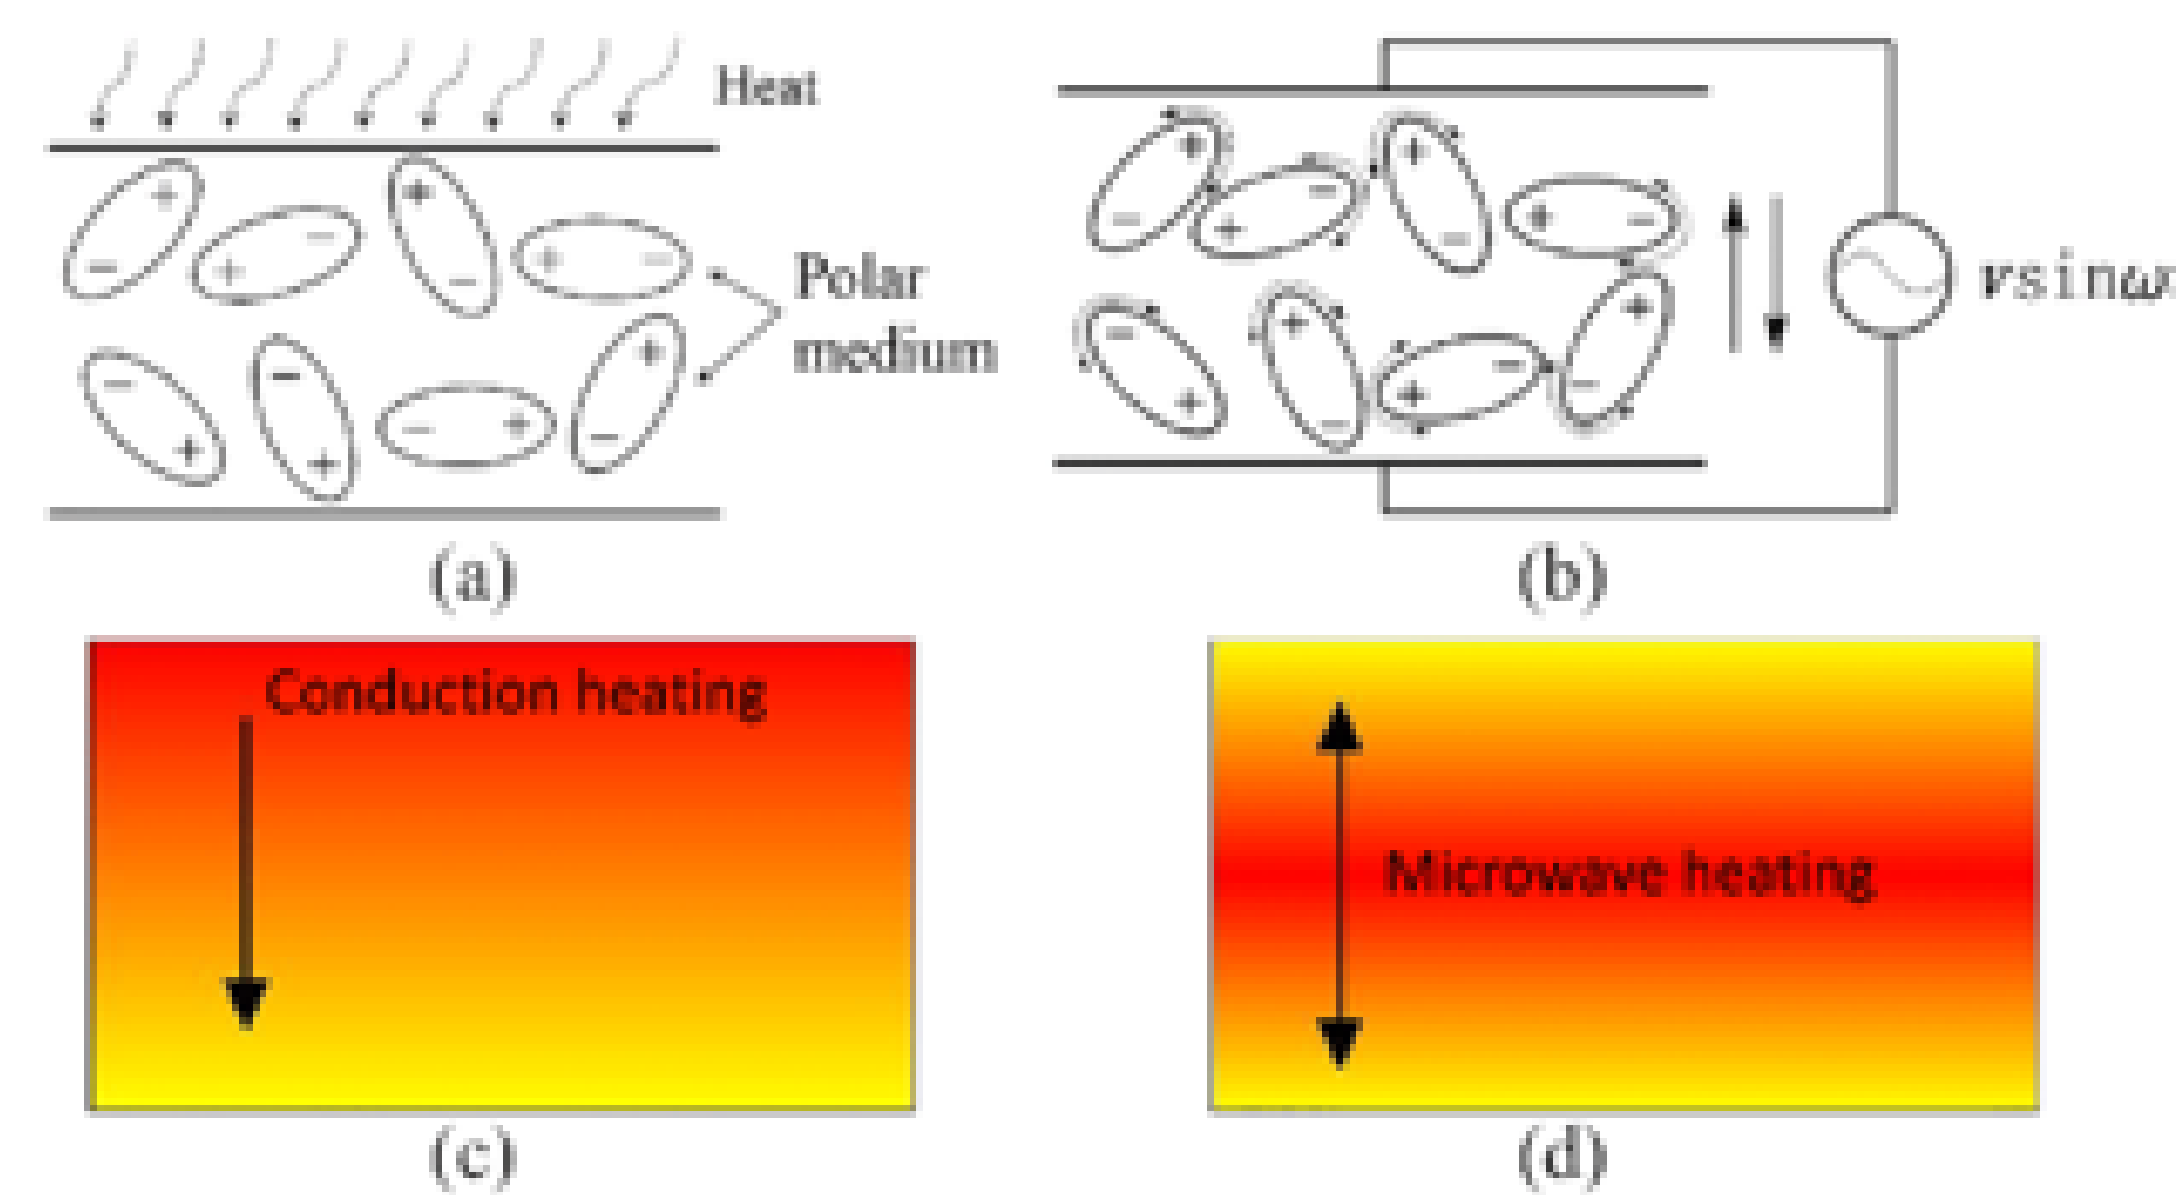 Heat
Polar
medium
(a)
(b)
Conduction heating
Microwave heating
(c)
(d)